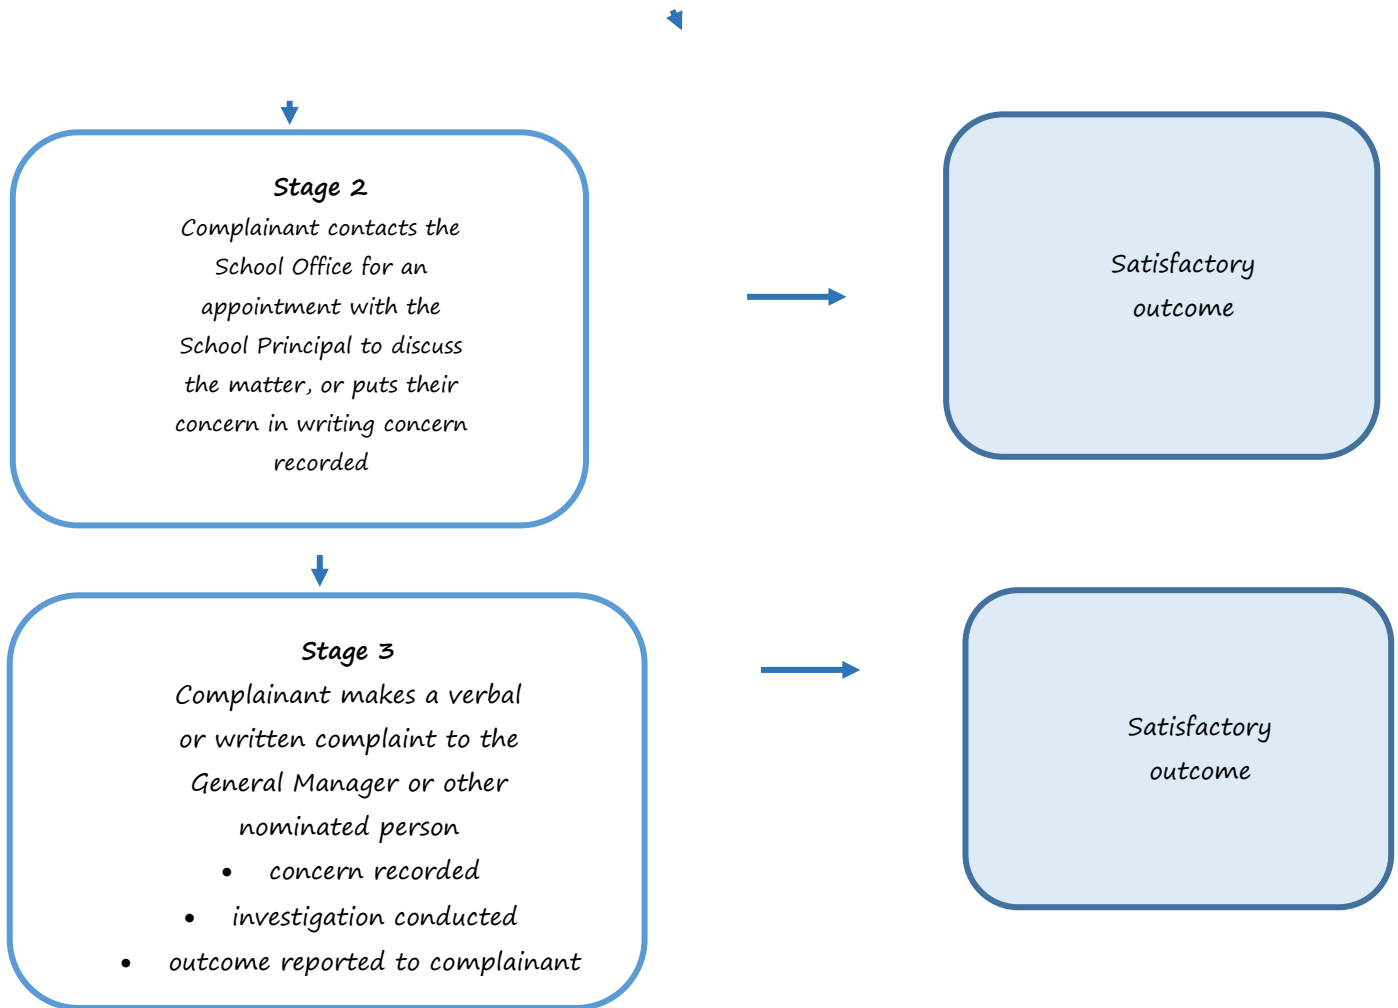 Stage 2
Complainant contacts the
School Office for an
appointment with the
School Principal to discuss
the matter, or puts their
concern in writing concern
recorded
Satisfactory
outcome
Stage 3
Complainant makes a verbal
or written complaint to the
General Manager or other
nominated person
• concern recorded
• investigation conducted
• outcome reported to complainant
Satisfactory
outcome